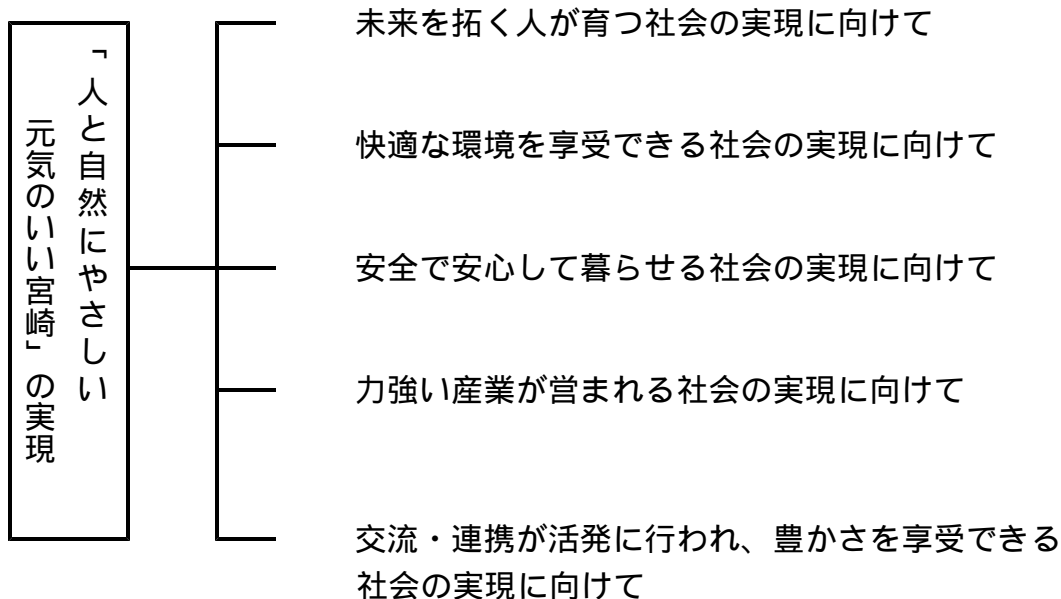 「人と自然にやさしい
元気のいい宮崎」の実現
未来を拓く人が育つ社会の実現に向けて
快適な環境を享受できる社会の実現に向けて
安全で安心して暮らせる社会の実現に向けて
力強い産業が営まれる社会の実現に向けて
交流・連携が活発に行われ、豊かさを享受できる
社会の実現に向けて